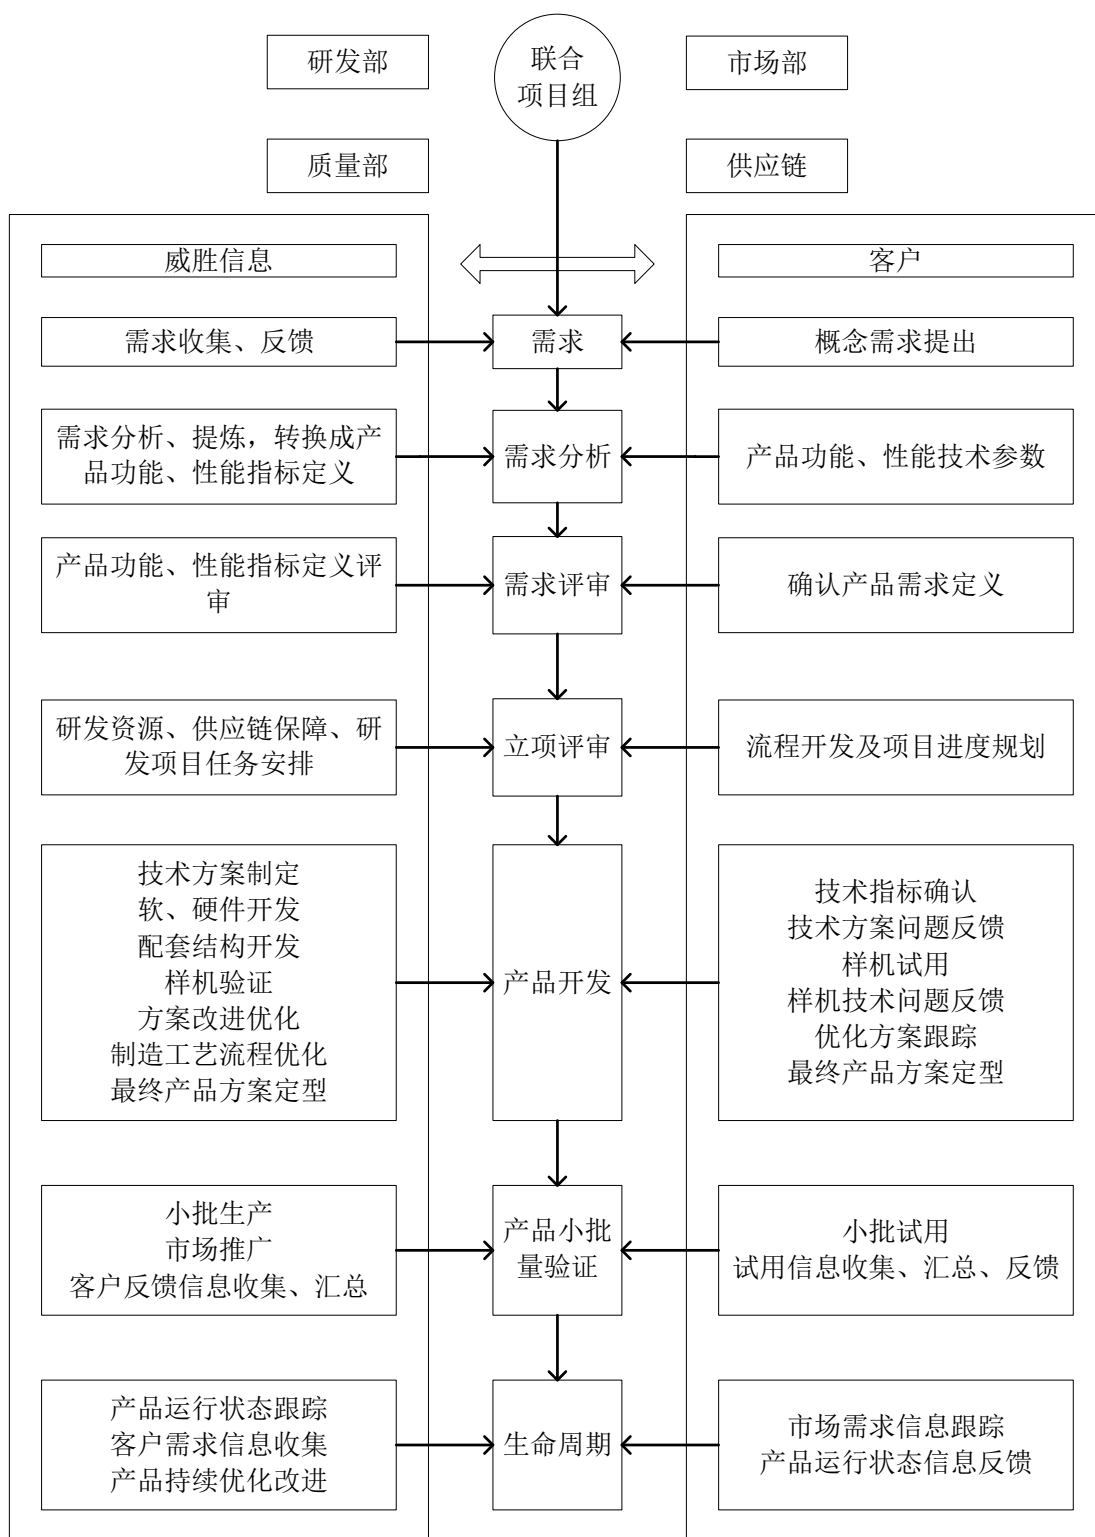 研发部
联合
项目组
市场部
质量部
供应链
威胜信息
客户
需求收集、反馈
需求
概念需求提出
需求分析、提炼，转换成产
品功能、性能指标定义
需求分析
产品功能、性能技术参数
产品功能、性能指标定义评
审
需求评审
确认产品需求定义
研发资源、供应链保障、研
发项目任务安排
立项评审
流程开发及项目进度规划
技术方案制定
软、硬件开发
配套结构开发
样机验证
方案改进优化
制造工艺流程优化
最终产品方案定型
产品开发
技术指标确认
技术方案问题反馈
样机试用
样机技术问题反馈
优化方案跟踪
最终产品方案定型
小批生产
市场推广
客户反馈信息收集、汇总
产品小批
量验证
小批试用
试用信息收集、汇总、反馈
产品运行状态跟踪
客户需求信息收集
产品持续优化改进
生命周期
市场需求信息跟踪
产品运行状态信息反馈